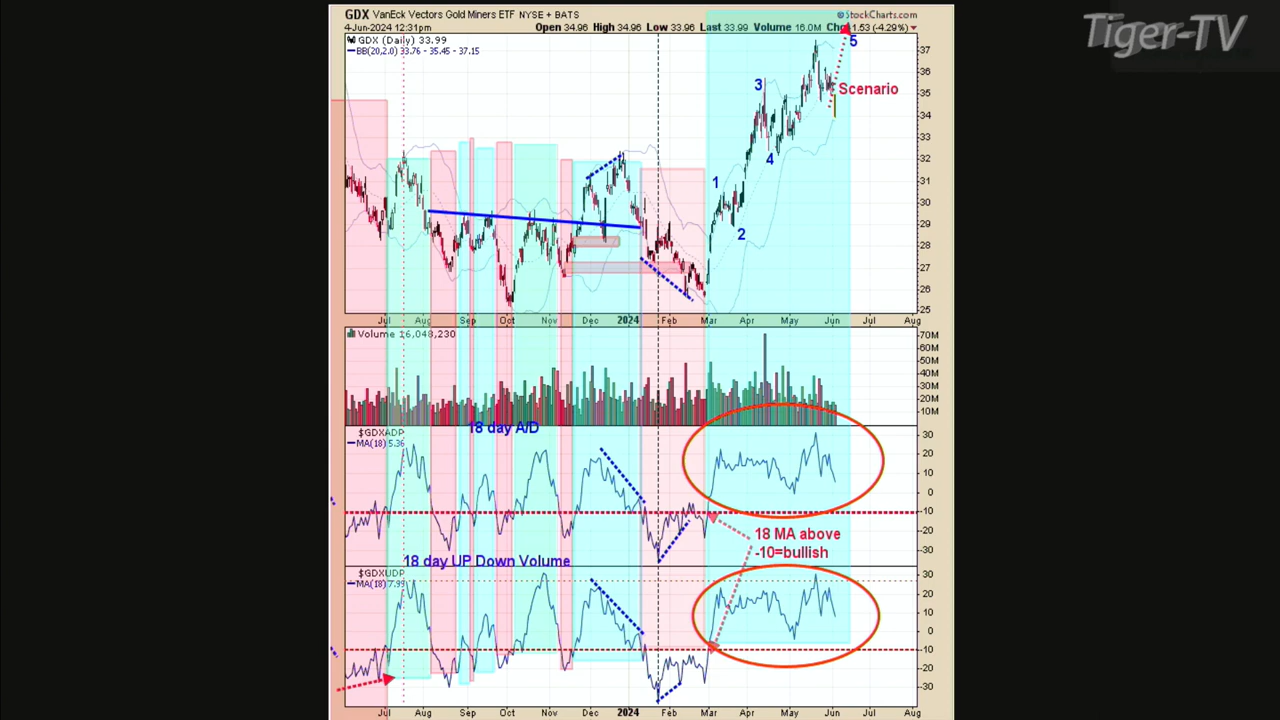 GDX VanEck Vectors Gold Miners ETF NYSE + BATS
© StockCharts.com
Tiger-TV
4-Jun-2024 12:31pm
Open 34.96 High 34.96 Low 33.96 Last 33.99 Volume 16.0M Chg -1.53 (-4.29%)
GDX (Daily) 33.99
BB(20,2.0) 33.76 - 35.45 - 37.15
5
Scenario
3
4
1
2
37
36
35
34
33
32
31
30
29
28
27
26
25
Jul Aug Sep Oct Nov Dec 2024 Feb Mar Apr May Jun Jul Aug
Volume 16,048,230
70M
60M
50M
40M
30M
20M
10M
18 day A/D
$GDXADP
MA(18) 5.36
30
20
10
0
-10
20
30
18 MA above
-10=bullish
18 day UP Down Volume
$GDXUDP
MA(18) 7.99
30
20
10
0
-10
20
30
Jul Aug Sep Oct Nov Dec 2024 Feb Mar Apr May Jun Jul Aug